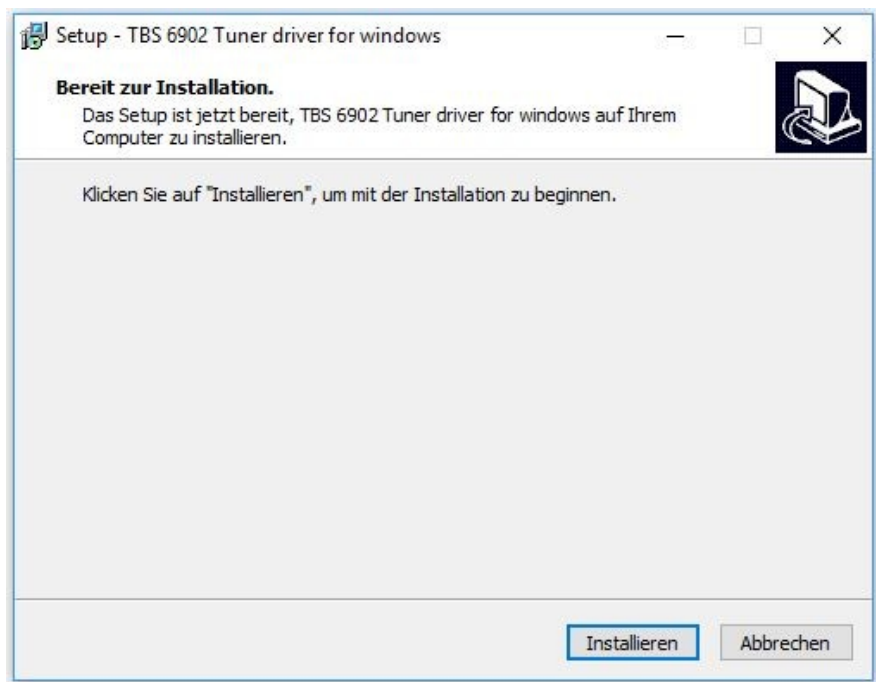 Setup - TBS 6902 Tuner driver for windows
Bereit zur Installation.
Das Setup ist jetzt bereit, TBS 6902 Tuner driver for windows auf Ihrem
Computer zu installieren.
Klicken Sie auf "Installieren", um mit der Installation zu beginnen.
Installieren
Abbrechen